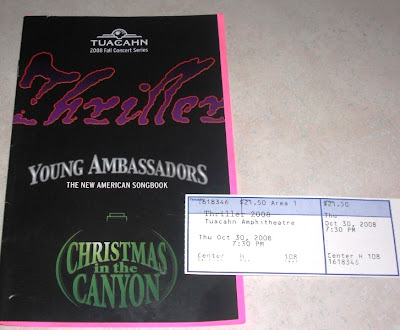 TUACAHN
2008 Fall Concert Series
Thriller
YOUNG AMBASSADORS
THE NEW AMERICAN SONGBOOK
CHRISTMAS
in the
CANYON
1618346 $21.50 Area 1
Thriller 2008
Tuacahn Amphitheatre
Thu Oct 30, 2008
7:30 PM
Center H 108
$21.50
Thu
Oct 30, 2008
7:30 PM
Center H 108
1618346